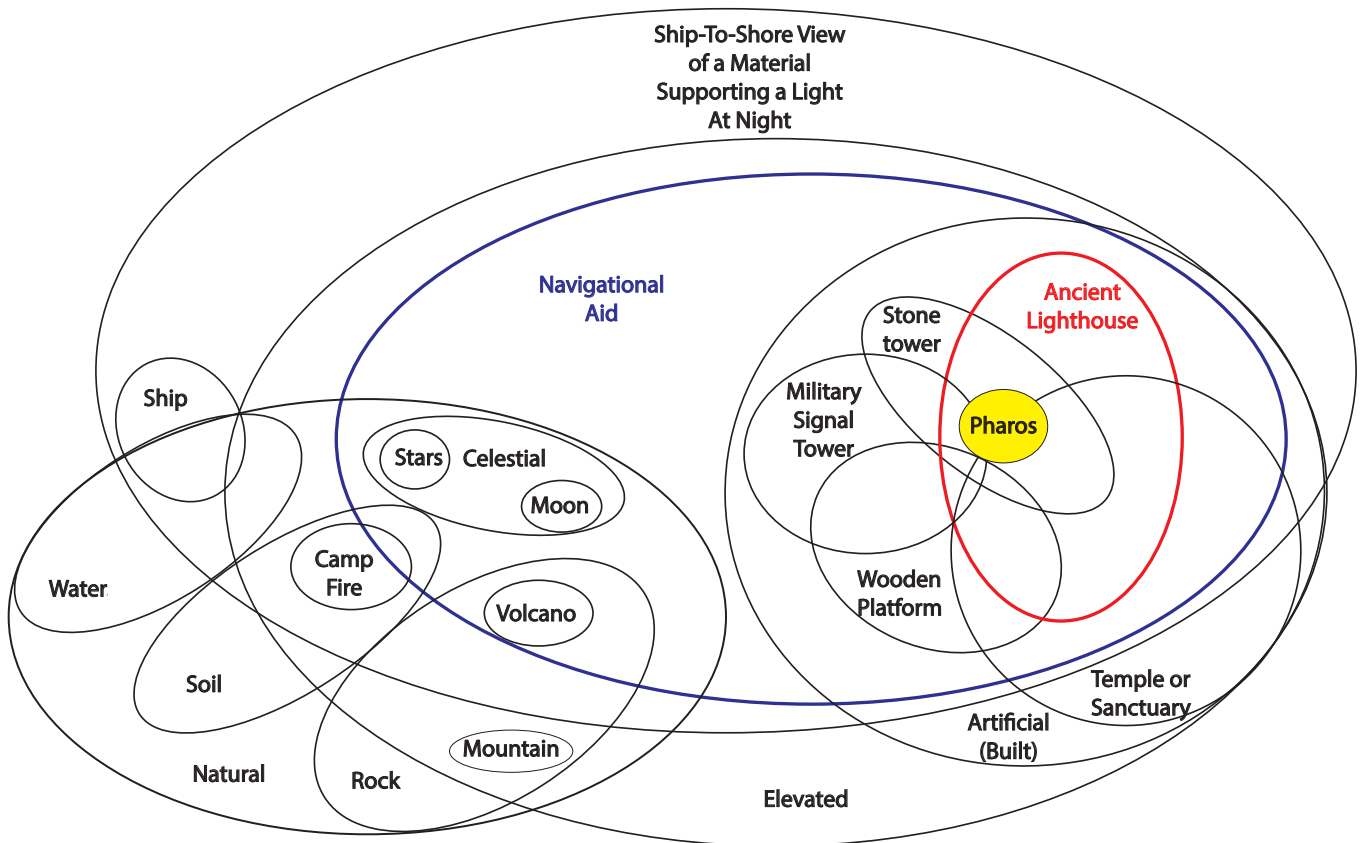 Ship-To-Shore View
of a Material
Supporting a Light
At Night
Navigational
Aid
Ancient
Lighthouse
Stone
tower
Military
Signal
Tower
Pharos
Ship
Stars
Celestial
Moon
Camp
Fire
Water
Volcano
Wooden
Platform
Soil
Temple or
Sanctuary
Artificial
(Built)
Mountain
Natural
Rock
Elevated